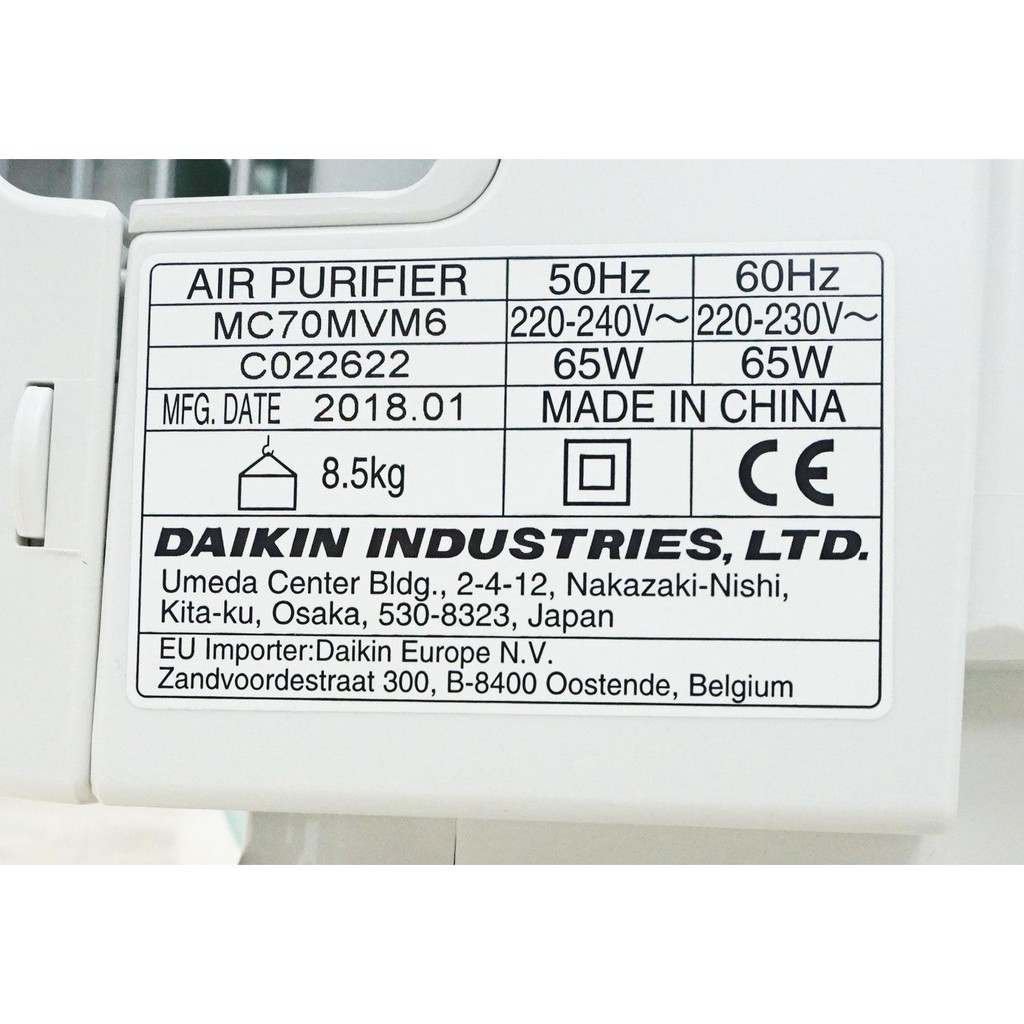 AIR PURIFIER 50Hz 60Hz
MC70MVM6 220-240V～ 220-230V～
C022622 65W 65W
MFG. DATE 2018.01 MADE IN CHINA
8.5kg CE
DAIKIN INDUSTRIES, LTD.
Umeda Center Bldg., 2-4-12, Nakazaki-Nishi,
Kita-ku, Osaka, 530-8323, Japan
EU Importer:Daikin Europe N.V.
Zandvoordestraat 300, B-8400 Oostende, Belgium